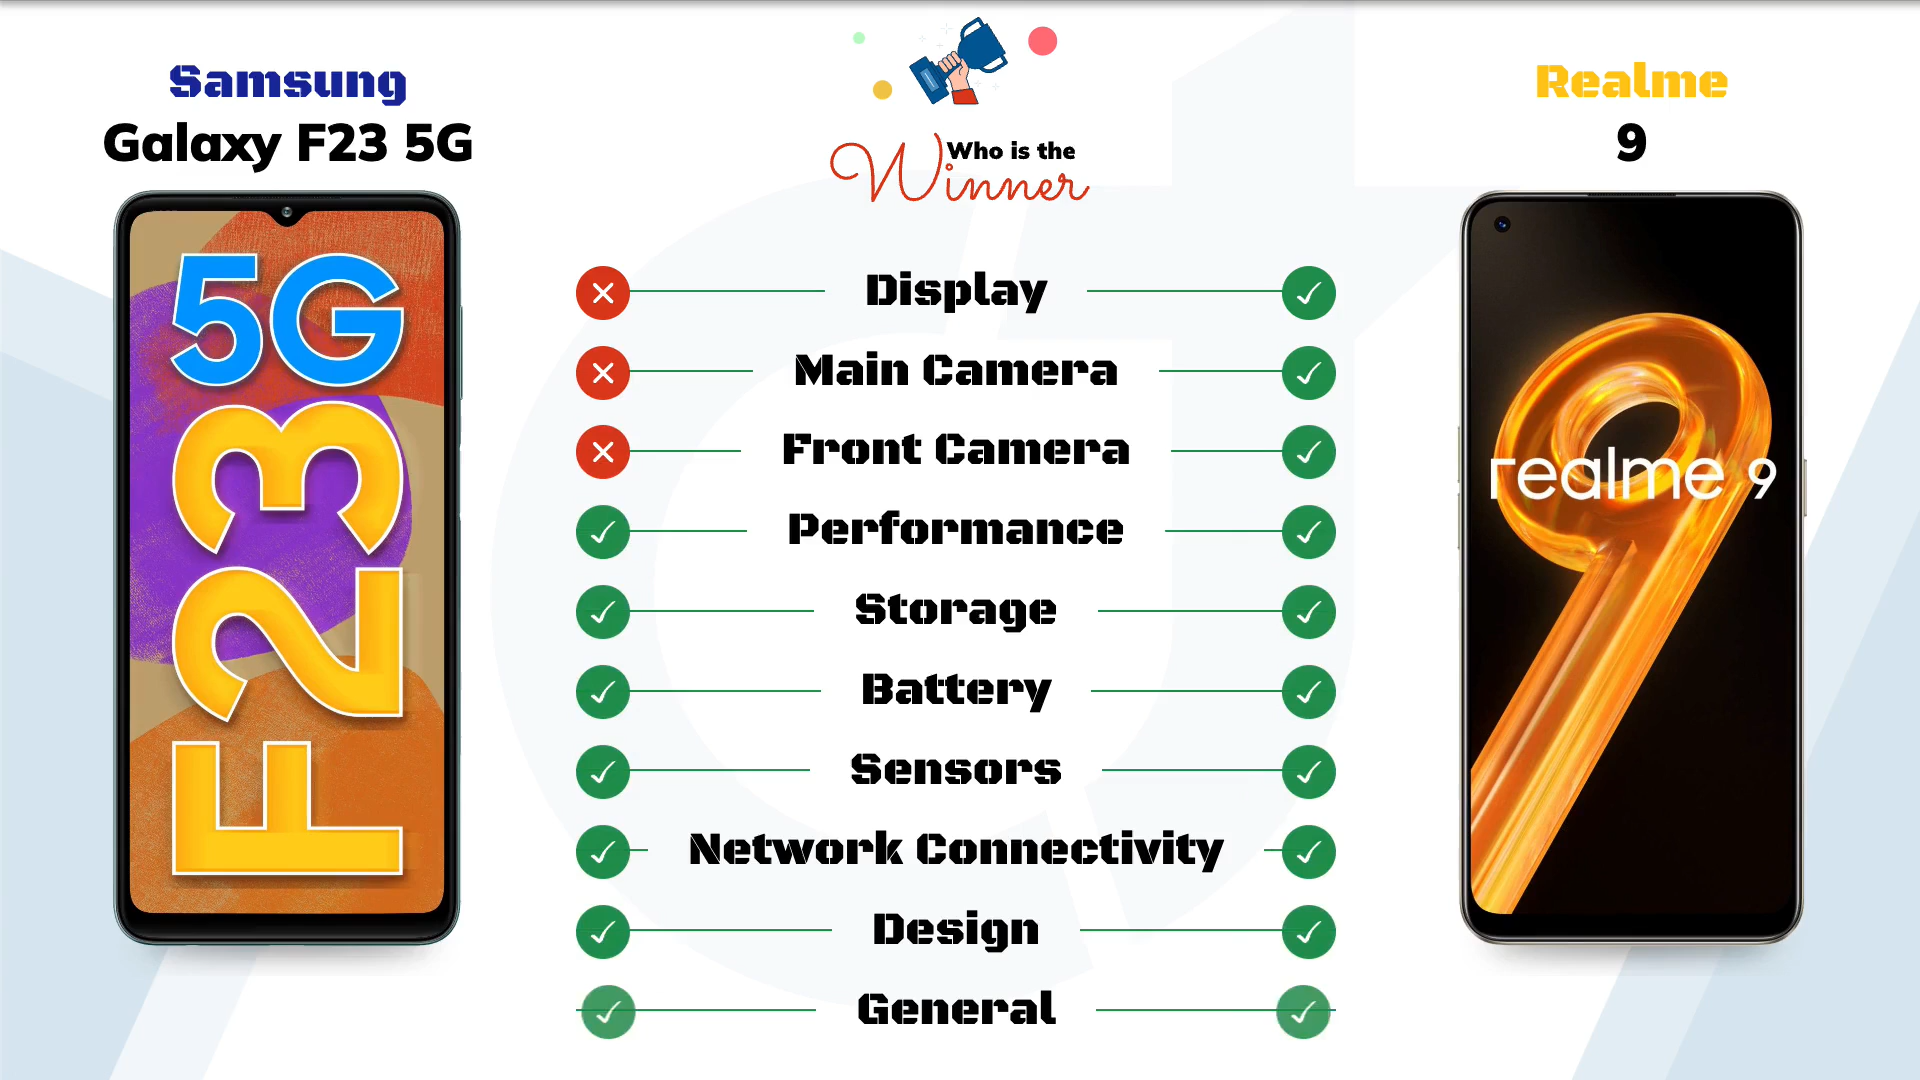 Samsung
Galaxy F23 5G
Who is the
Winner
Realme
9
F23 5G
realme 9
Display
Main Camera
Front Camera
Performance
Storage
Battery
Sensors
Network Connectivity
Design
General